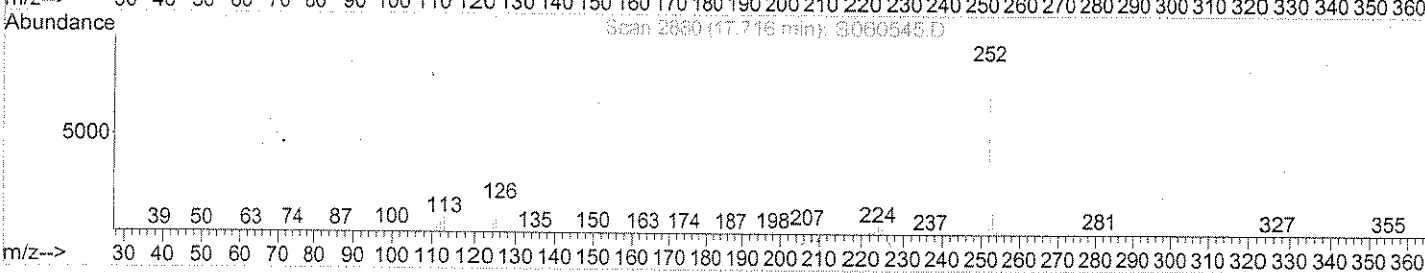 m/z--> 30 40 50 60 70 80 90 100 110 120 130 140 150 160 170 180 190 200 210 220 230 240 250 260 270 280 290 300 310 320 330 340 350 360
Abundance
Scan 2880 (17.716 min): S060545.D
252
5000
126
113
39 50 63 74 87 100 135 150 163 174 187 198 207 224 237 281 327 355
m/z--> 30 40 50 60 70 80 90 100 110 120 130 140 150 160 170 180 190 200 210 220 230 240 250 260 270 280 290 300 310 320 330 340 350 360